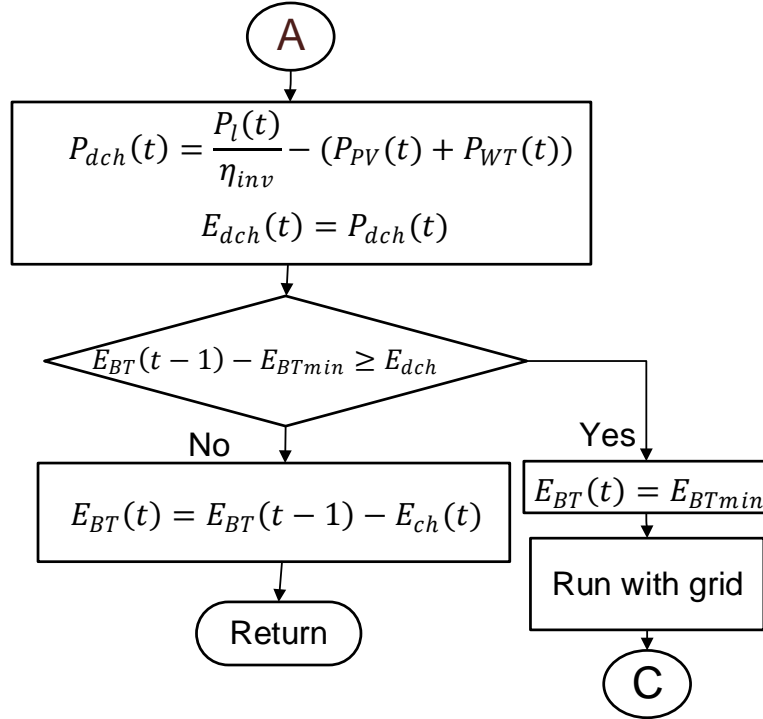 A
P_{dch}(t) = \frac{P_l(t)}{\eta_{inv}} - (P_{PV}(t) + P_{WT}(t))
E_{dch}(t) = P_{dch}(t)
E_{BT}(t - 1) - E_{BTmin} ≥ E_{dch}
No
Yes
E_{BT}(t) = E_{BT}(t - 1) - E_{ch}(t)
E_{BT}(t) = E_{BTmin}
Run with grid
Return
C